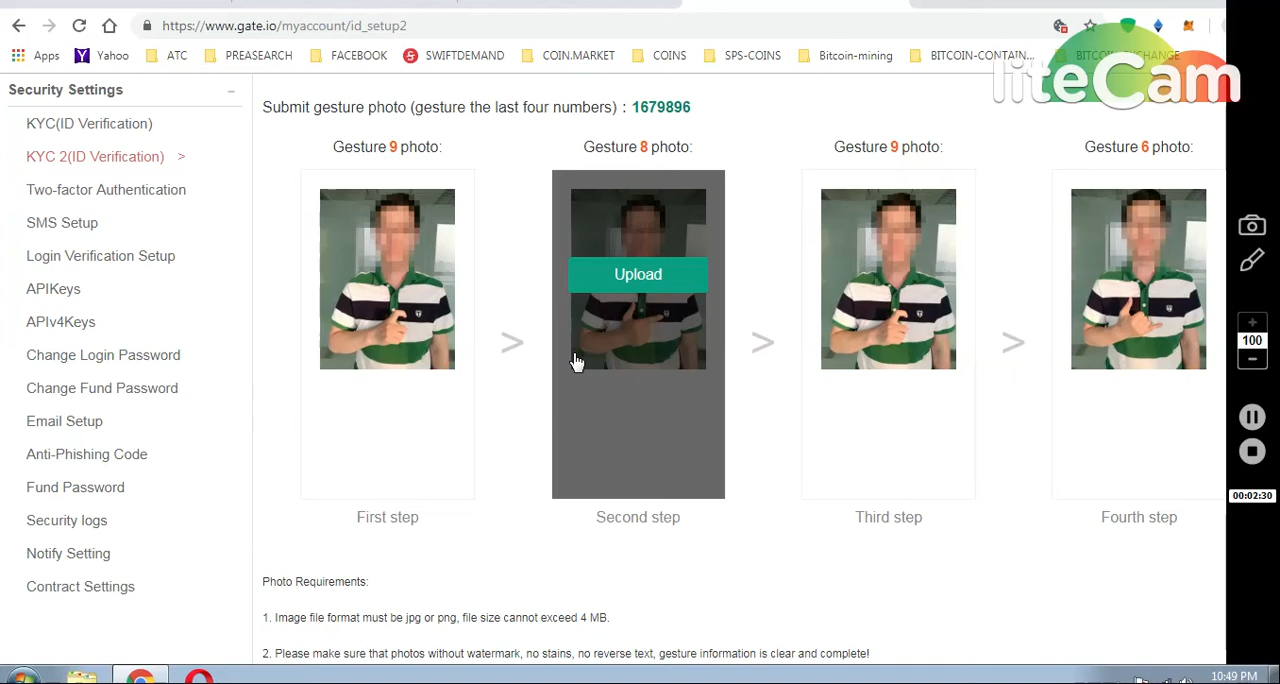 https://www.gate.io/myaccount/id_setup2
Apps Yahoo ATC PREASEARCH FACEBOOK SWIFTDEMAND COIN.MARKET COINS SPS-COINS Bitcoin-mining BITCOIN-CONTAIN... BITCOIN-EXCHANGE
liteCam
Security Settings
KYC(ID Verification)
KYC 2(ID Verification) >
Two-factor Authentication
SMS Setup
Login Verification Setup
APIKeys
APIv4Keys
Change Login Password
Change Fund Password
Email Setup
Anti-Phishing Code
Fund Password
Security logs
Notify Setting
Contract Settings
Submit gesture photo (gesture the last four numbers) : 1679896
Gesture 9 photo: Gesture 8 photo: Gesture 9 photo: Gesture 6 photo:
Upload
> > >
First step Second step Third step Fourth step
Photo Requirements:
1. Image file format must be jpg or png, file size cannot exceed 4 MB.
2. Please make sure that photos without watermark, no stains, no reverse text, gesture information is clear and complete!
100
00:02:30
10:49 PM